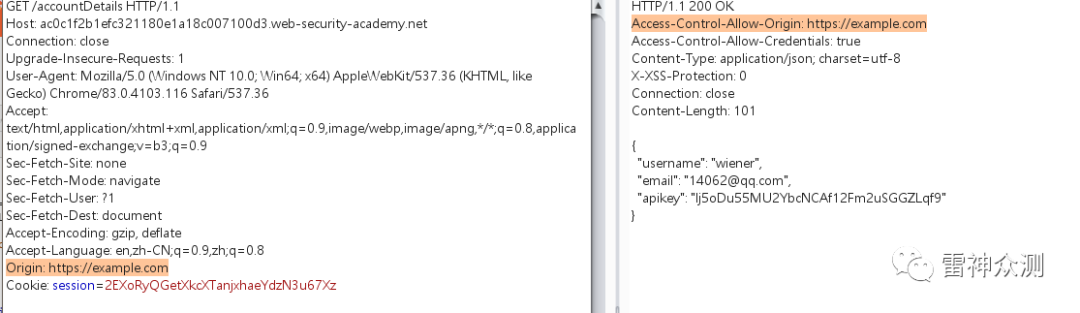 GET /accountDetails HTTP/1.1
Host: ac0c1f2b1efc321180e1a18c007100d3.web-security-academy.net
Connection: close
Upgrade-Insecure-Requests: 1
User-Agent: Mozilla/5.0 (Windows NT 10.0; Win64; x64) AppleWebKit/537.36 (KHTML, like
Gecko) Chrome/83.0.4103.116 Safari/537.36
Accept:
text/html,application/xhtml+xml,application/xml;q=0.9,image/webp,image/apng,*/*;q=0.8,applica
tion/signed-exchange;v=b3;q=0.9
Sec-Fetch-Site: none
Sec-Fetch-Mode: navigate
Sec-Fetch-User: ?1
Sec-Fetch-Dest: document
Accept-Encoding: gzip, deflate
Accept-Language: en,zh-CN;q=0.9,zh;q=0.8
Origin: https://example.com
Cookie: session=2EXoRyQGetXkcXTanjxhaeYdzN3u67Xz
HTTP/1.1 200 OK
Access-Control-Allow-Origin: https://example.com
Access-Control-Allow-Credentials: true
Content-Type: application/json; charset=utf-8
X-XSS-Protection: 0
Connection: close
Content-Length: 101
{
"username": "wiener",
"email": "14062@qq.com",
"apikey": "lj5oDu55MU2YbcNCAf12Fm2uSGGZLqf9"
}
雷神众测